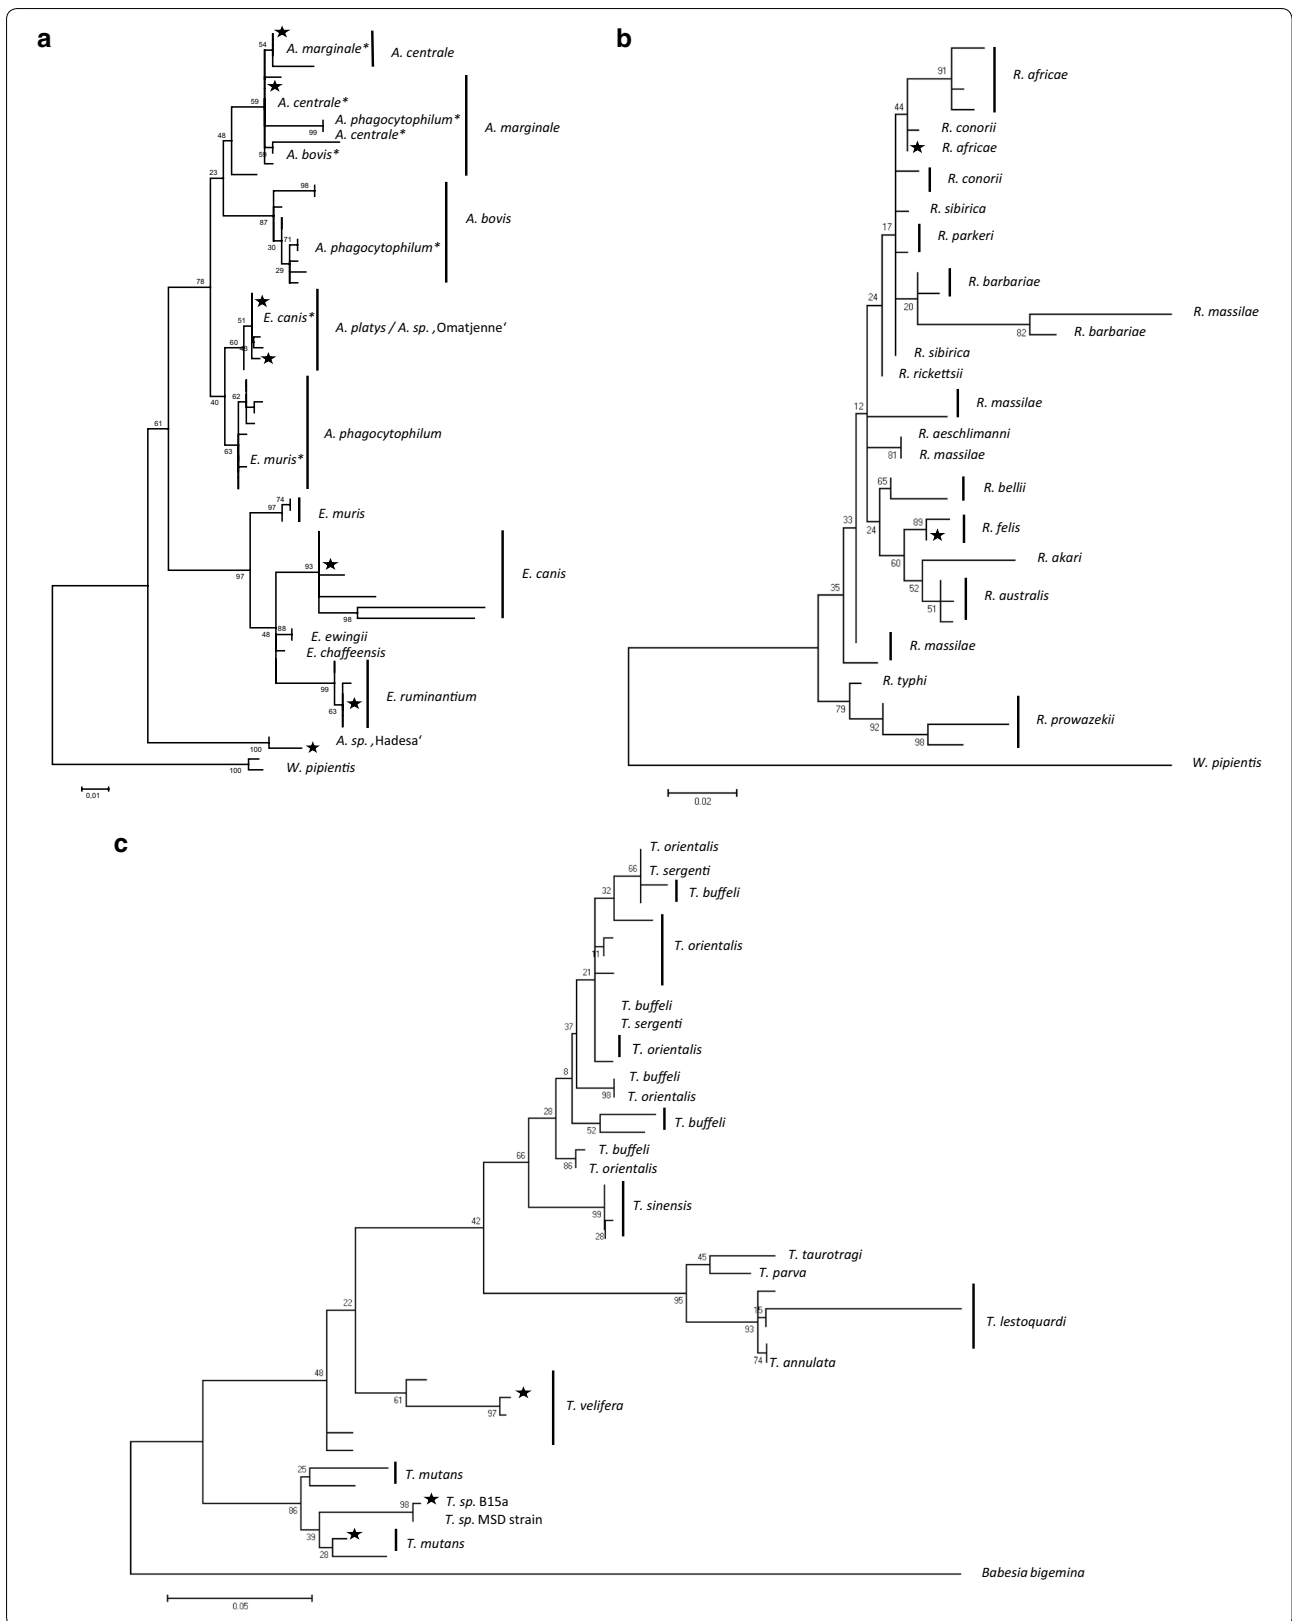 a
54
A. marginale*
A. centrale
A. centrale*
59
A. phagocytophilum*
99
A. centrale*
A. marginale
48
59
A. bovis*
23
98
A. bovis
87
30
71
A. phagocytophilum*
29
78
51
E. canis*
A. platys / A. sp. ‚Omatjenne‘
60
43
40
62
A. phagocytophilum
63
E. muris*
61
74
97
E. muris
93
E. canis
97
98
48
88
E. ewingii
E. chaffeensis
99
E. ruminantium
63
A. sp. ‚Hadesa‘
100
W. pipientis
100
0,01
b
91
R. africae
44
R. conorii
R. africae
R. conorii
R. sibirica
17
R. parkeri
R. barbariae
24
20
R. massilae
82
R. barbariae
R. sibirica
R. rickettsii
12
R. massilae
R. aeschlimanni
81
R. massilae
65
R. bellii
33
24
89
R. felis
60
R. akari
52
35
51
R. australis
R. massilae
R. typhi
79
92
R. prowazekii
98
W. pipientis
0.02
c
T. orientalis
66
T. sergenti
32
T. buffeli
T. orientalis
11
21
T. buffeli
T. sergenti
37
T. orientalis
8
T. buffeli
98
T. orientalis
28
T. buffeli
52
66
T. buffeli
86
T. orientalis
T. sinensis
99
42
28
45
T. taurotragi
T. parva
95
22
15
T. lestoquardi
93
74
T. annulata
48
61
T. velifera
97
25
T. mutans
86
98
T. sp. B15a
T. sp. MSD strain
39
T. mutans
28
Babesia bigemina
0.05